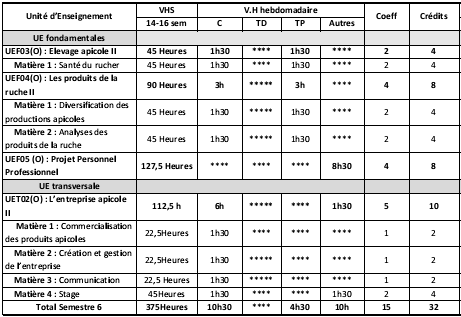 Unité d'Enseignement VHS V.H hebdomadaire Coeff Crédits
14-16 sem C TD TP Autres
UE fondamentales
UEF03(O) : Elevage apicole II 45 Heures 1h30 **** 1h30 **** 2 4
Matière 1 : Santé du rucher 45 Heures 1h30 **** 1h30 **** 2 4
UEF04(O) : Les produits de la
ruche II 90 Heures 3h ***** 3h **** 4 8
Matière 1 : Diversification des
productions apicoles 45 Heures 1h30 **** 1h30 **** 2 4
Matière 2 : Analyses des
produits de la ruche 45 Heures 1h30 ***** 1h30 **** 2 4
UEF05 (O) : Projet Personnel
Professionnel 127,5 Heures **** **** **** 8h30 4 8
UE transversale
UET02(O) : L'entreprise apicole
II 112,5 h 6h ***** **** 1h30 5 10
Matière 1 : Commercialisation
des produits apicoles 22,5Heures 1h30 **** **** **** 1 2
Matière 2 : Création et gestion
de l'entreprise 22,5Heures 1h30 ***** **** **** 1 2
Matière 3 : Communication 22,5 Heures 1h30 ***** **** **** 1 2
Matière 4 : Stage 45Heures 1h30 **** **** 1h30 2 4
Total Semestre 6 375Heures 10h30 **** 4h30 10h 15 32